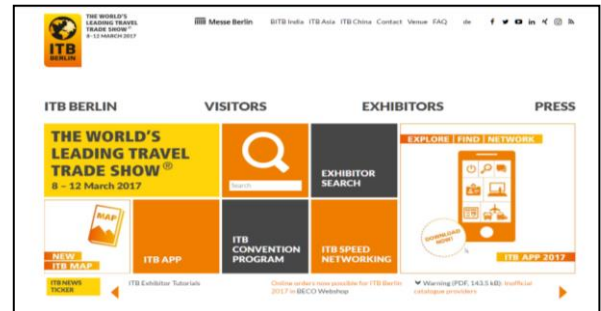 THE WORLD'S
LEADING TRAVEL
TRADE SHOW®
8 - 12 MARCH 2017
ITB
BERLIN
Messe Berlin
BITB India ITB Asia ITB China Contact Venue FAQ de
ITB BERLIN VISITORS EXHIBITORS PRESS
THE WORLD'S
LEADING TRAVEL
TRADE SHOW®
8 – 12 March 2017
Search
EXHIBITOR
SEARCH
EXPLORE | FIND | NETWORK
MAP
NEW
ITB MAP
ITB APP
ITB
CONVENTION
PROGRAM
ITB SPEED
NETWORKING
DOWNLOAD
NOW!
ITB APP 2017
ITB NEWS
TICKER
ITB Exhibitor Tutorials
Online orders now possible for ITB Berlin
2017 in BECO Webshop
Warning (PDF, 143.5 kB): Inofficial
catalogue providers